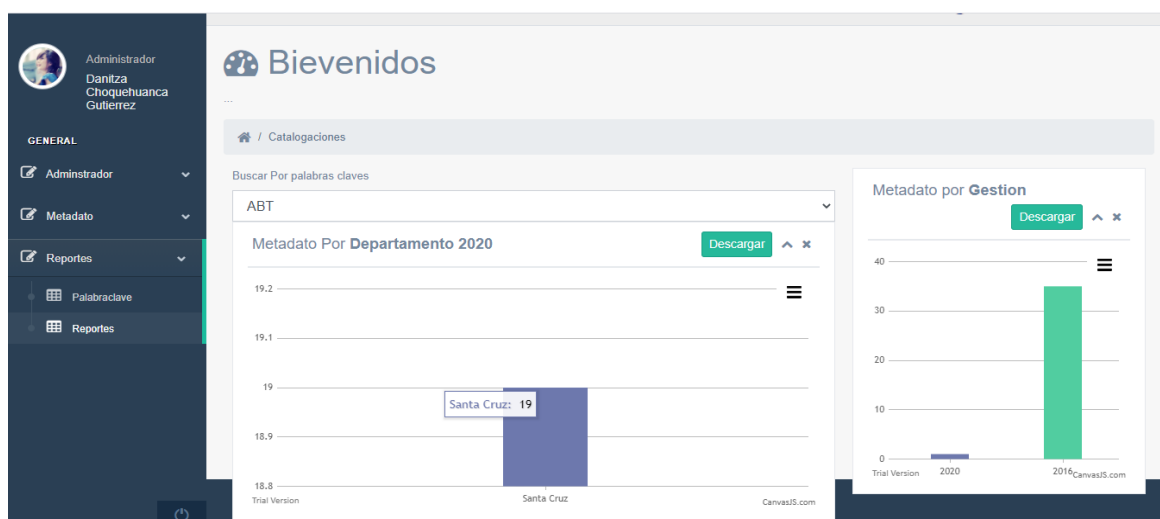 Administrador
Danitza
Choquehuanca
Gutierrez
GENERAL
Adminstrador
Metadato
Reportes
Palabraclave
Reportes
Bievenidos
...
/ Catalogaciones
Buscar Por palabras claves
ABT
Metadato Por Departamento 2020
Descargar
19.2
19.1
19
18.9
18.8
Santa Cruz: 19
Santa Cruz
Trial Version
CanvasJS.com
Metadato por Gestion
Descargar
40
30
20
10
0
2020
2016
Trial Version
CanvasJS.com